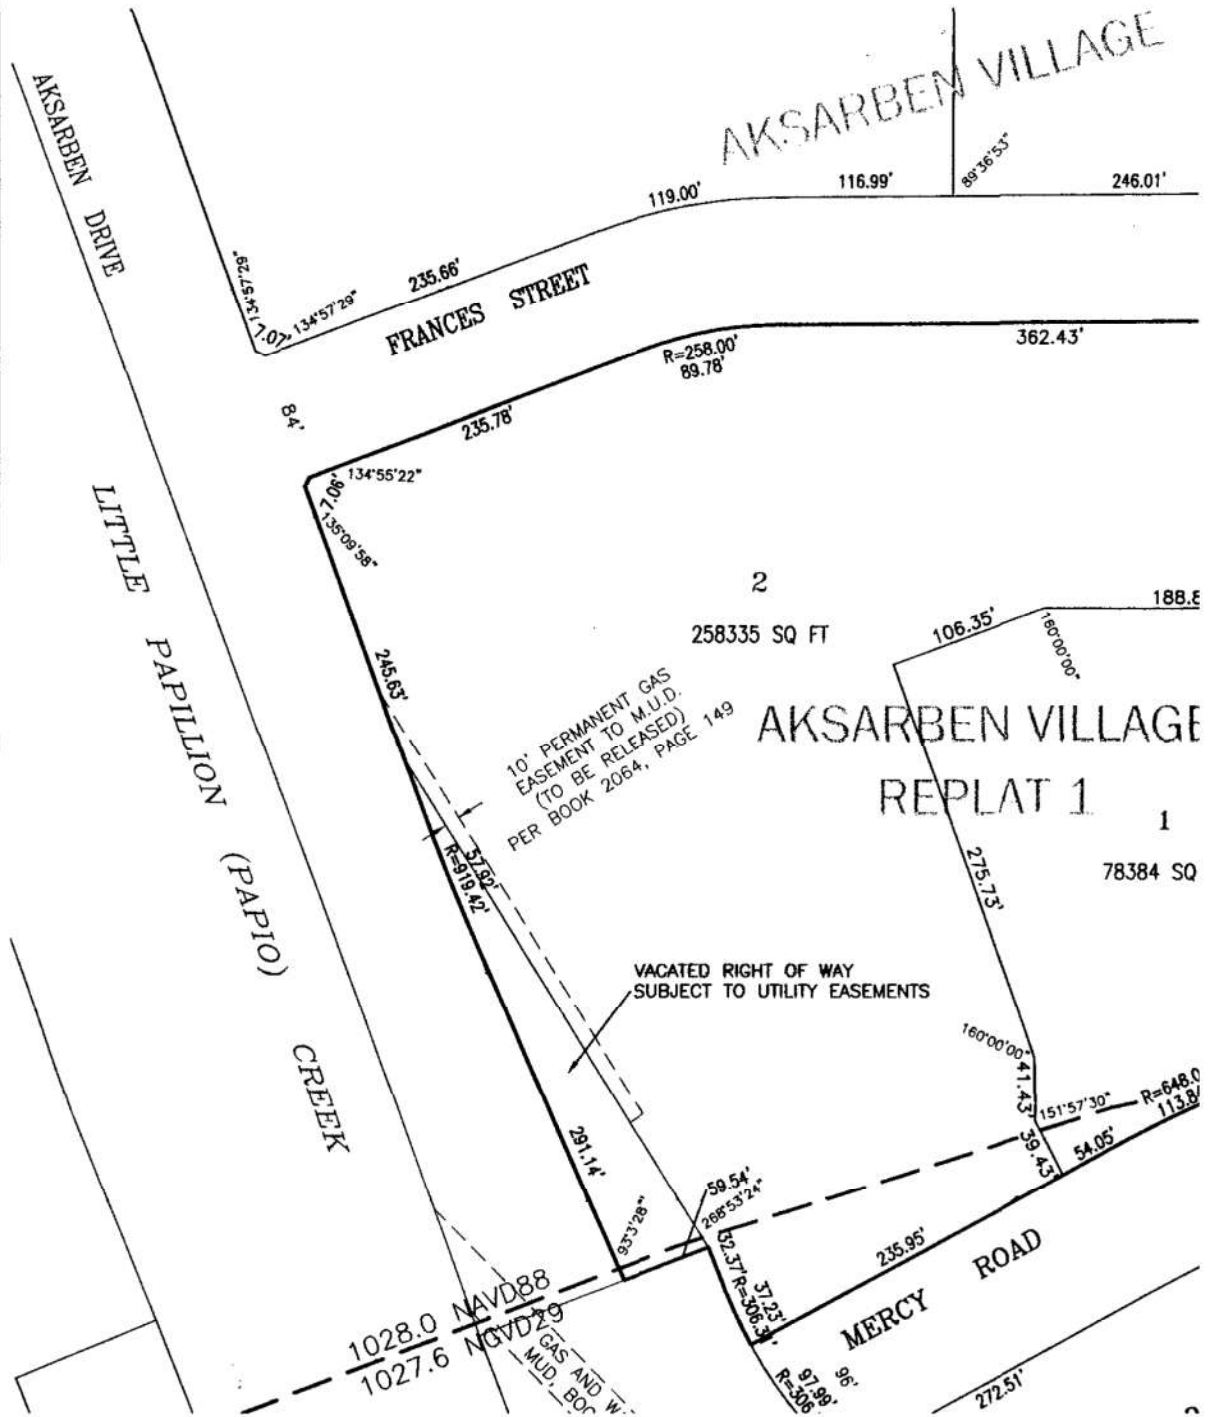 AKSARBEN VILLAGE
AKSARBEN DRIVE
119.00'
116.99'
89°36'53"
246.01'
134°57'29"
235.66'
7.07'
134°57'29"
FRANCES STREET
R=258.00'
89.78'
362.43'
84'
235.78'
134°55'22"
7.06'
135°09'58"
LITTLE PAPILLION (PAPIO) CREEK
2
258335 SQ FT
106.35'
188.8
160°00'00"
245.63'
10' PERMANENT GAS
EASEMENT TO M.U.D.
(TO BE RELEASED)
PER BOOK 2064, PAGE 149
AKSARBEN VILLAGE
REPLAT 1
1
78384 SQ
57.92'
R=919.42'
275.73'
VACATED RIGHT OF WAY
SUBJECT TO UTILITY EASEMENTS
160°00'00"
41.43'
151°57'30"
R=648.0
113.8
39.43'
54.05'
291.14'
59.54'
268°53'24"
93°3'28"
32.37'
37.23'
235.95'
MERCY ROAD
1028.0 NAVD88
1027.6 NGVD29
GAS AND W
MUD, BOO
97.99'
R=306
96'
272.51'